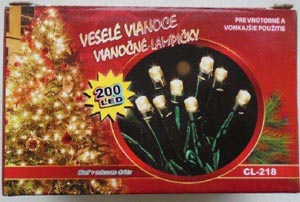 VESELÉ VIANOCE
VIANOČNÉ LAMPIČKY
PRE VNÚTORNÉ A
VONKAJŠIE POUŽITIE
200
LED
CL-218